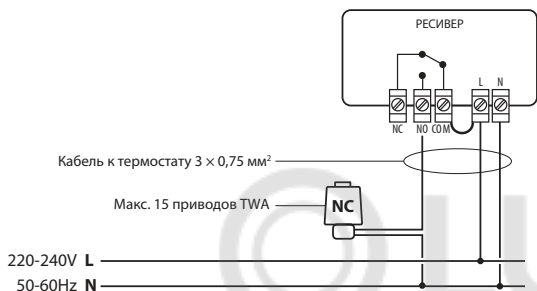 РЕСИВЕР
L N
NC NO COM
Кабель к термостату 3 × 0,75 мм²
Макс. 15 приводов TWA
NC
220-240V L
50-60Hz N